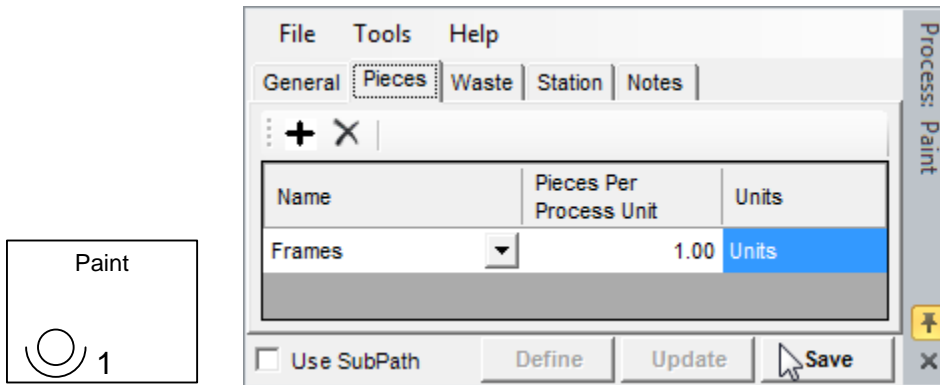 File Tools Help
General Pieces Waste Station Notes
Name Pieces Per Process Unit Units
Frames 1.00 Units
Use SubPath Define Update Save
Process: Paint
Paint
1